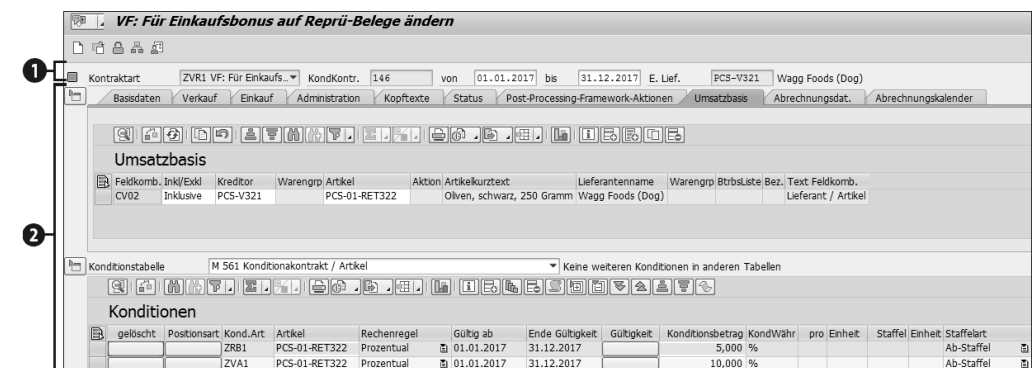 VF: Für Einkaufsbonus auf Reprü-Belege ändern
1
Kontraktart ZVR1 VF: Für Einkaufs... KondKontr. 146 von 01.01.2017 bis 31.12.2017 E. Lief. PCS-V321 Wagg Foods (Dog)
Basisdaten Verkauf Einkauf Administration Kopftexte Status Post-Processing-Framework-Aktionen Umsatzbasis Abrechnungsdat. Abrechnungskalender
Umsatzbasis
Feldkomb. Inkl/Exkl Kreditor Warengrp Artikel Aktion Artikelkurztext Lieferantenname Warengrp BtrbsListe Bez. Text Feldkomb.
CV02 Inklusive PCS-V321 PCS-01-RET322 Oliven, schwarz, 250 Gramm Wagg Foods (Dog) Lieferant / Artikel
2
Konditionstabelle M 561 Konditionakontrakt / Artikel Keine weiteren Konditionen in anderen Tabellen
Konditionen
gelöscht Positionsart Kond.Art Artikel Rechenregel Gültig ab Ende Gültigkeit Gültigkeit Konditionsbetrag KondWähr pro Einheit Staffel Einheit Staffelart
ZRB1 PCS-01-RET322 Prozentual 01.01.2017 31.12.2017 5,000 % Ab-Staffel
ZVA1 PCS-01-RET322 Prozentual 01.01.2017 31.12.2017 10,000 % Ab-Staffel